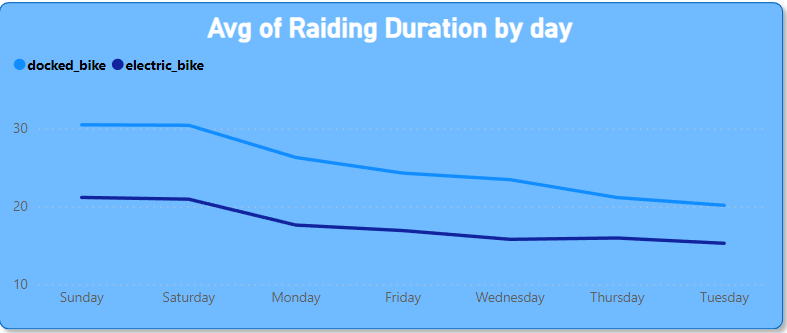 Avg of Raiding Duration by day
docked_bike electric_bike
30
20
10
Sunday Saturday Monday Friday Wednesday Thursday Tuesday